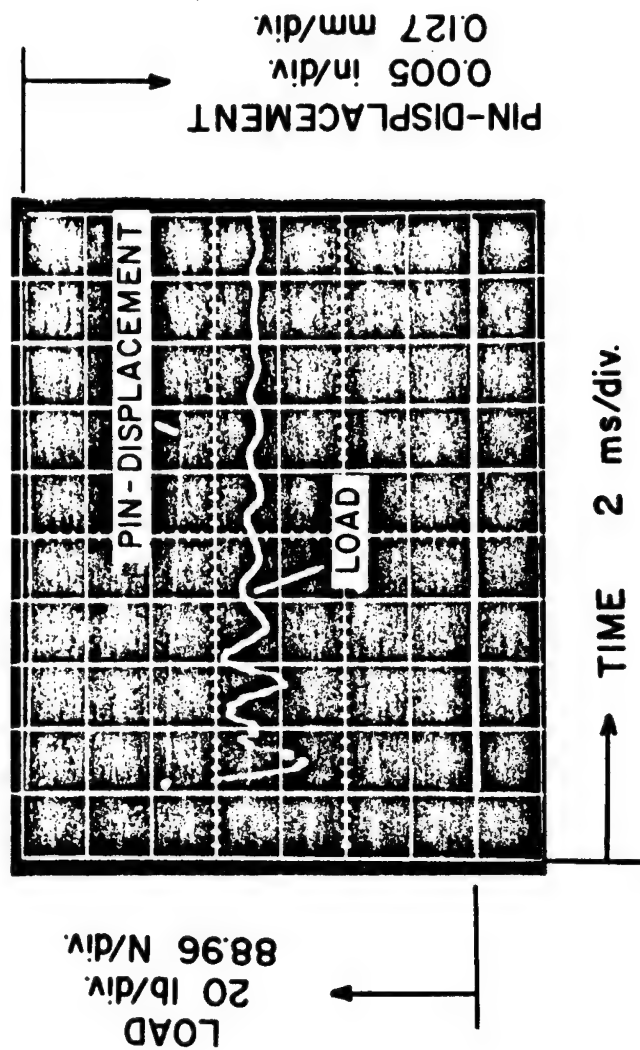 LOAD
20 lb/div.
88.96 N/div.
PIN-DISPLACEMENT
LOAD
PIN-DISPLACEMENT
0.005 in/div.
0.127 mm/div.
TIME 2 ms/div.